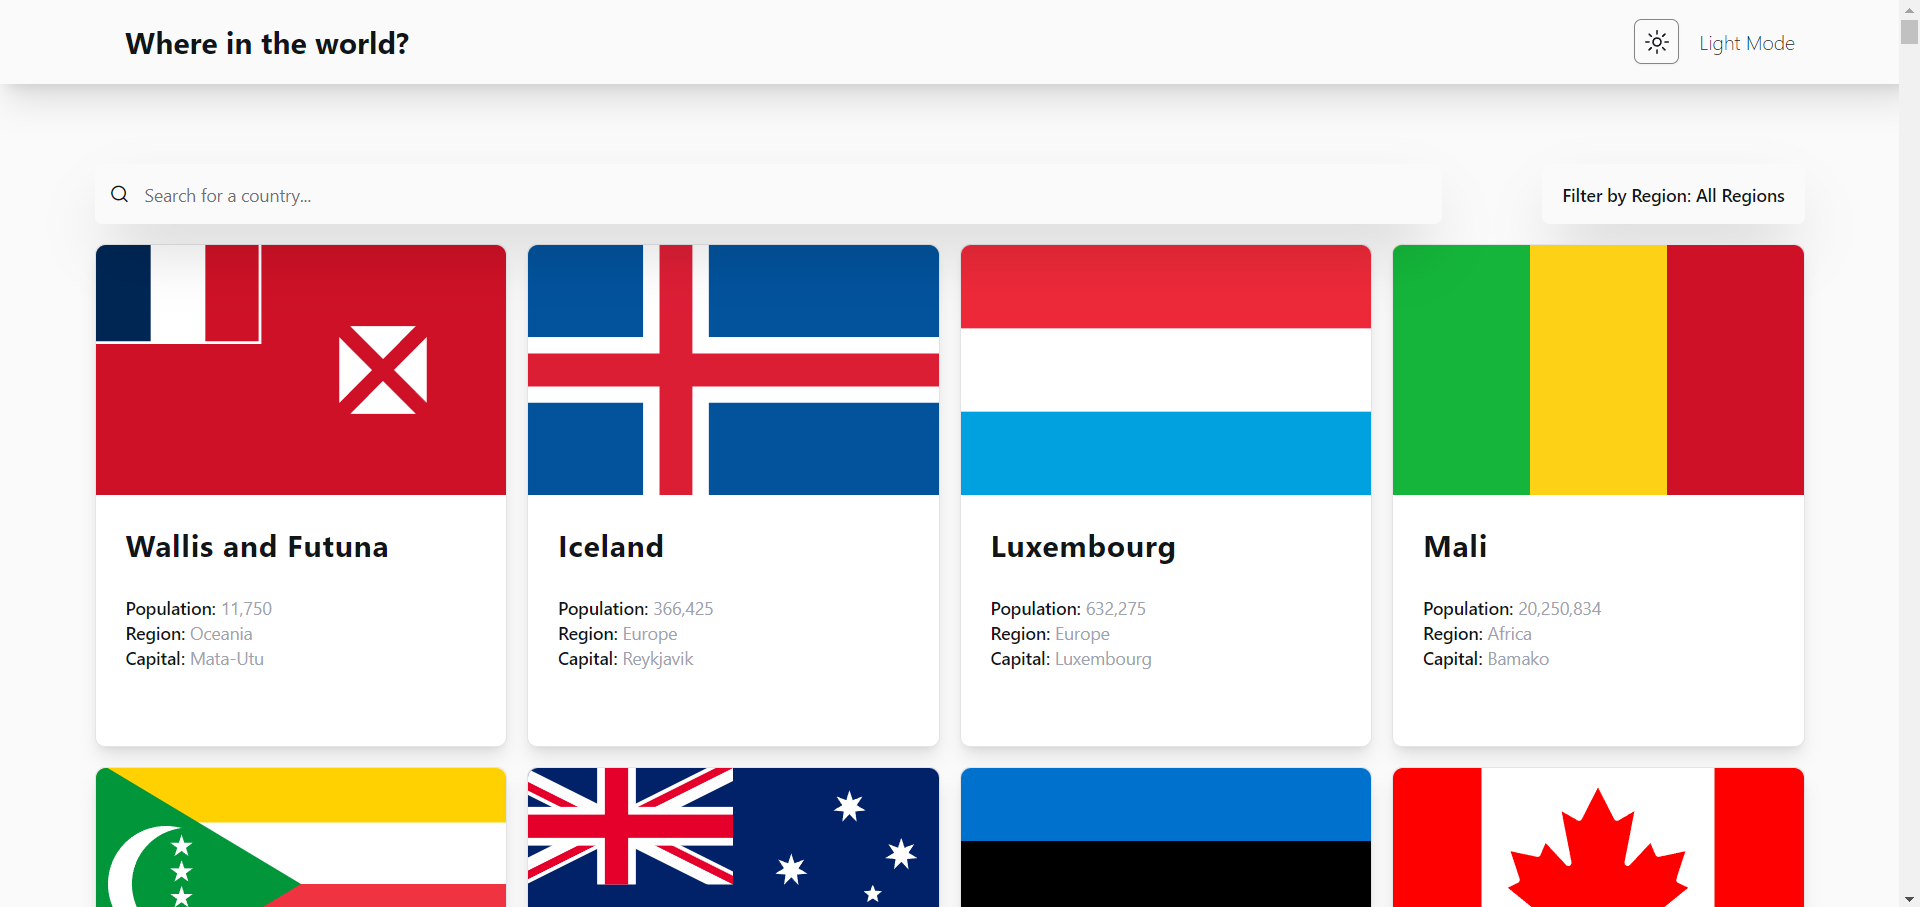 Where in the world?
Light Mode
Search for a country...
Filter by Region: All Regions
Wallis and Futuna
Population: 11,750
Region: Oceania
Capital: Mata-Utu
Iceland
Population: 366,425
Region: Europe
Capital: Reykjavik
Luxembourg
Population: 632,275
Region: Europe
Capital: Luxembourg
Mali
Population: 20,250,834
Region: Africa
Capital: Bamako